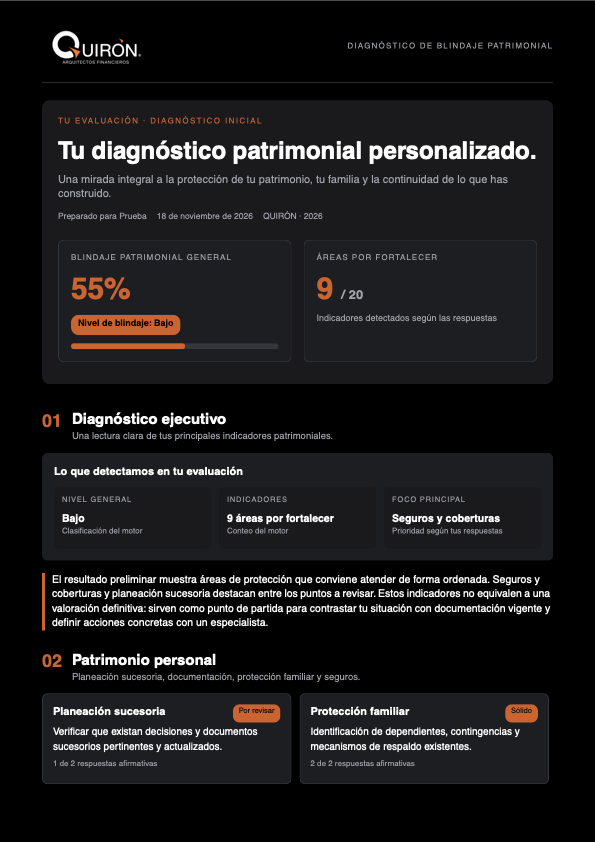 QUIRÓN®
ARQUITECTOS FINANCIEROS
DIAGNÓSTICO DE BLINDAJE PATRIMONIAL
TU EVALUACIÓN · DIAGNÓSTICO INICIAL
Tu diagnóstico patrimonial personalizado.
Una mirada integral a la protección de tu patrimonio, tu familia y la continuidad de lo que has
construido.
Preparado para Prueba 18 de noviembre de 2026 QUIRÓN · 2026
BLINDAJE PATRIMONIAL GENERAL
55%
Nivel de blindaje: Bajo
ÁREAS POR FORTALECER
9 / 20
Indicadores detectados según las respuestas
01 Diagnóstico ejecutivo
Una lectura clara de tus principales indicadores patrimoniales.
Lo que detectamos en tu evaluación
NIVEL GENERAL
Bajo
Clasificación del motor
INDICADORES
9 áreas por fortalecer
Conteo del motor
FOCO PRINCIPAL
Seguros y coberturas
Prioridad según tus respuestas
El resultado preliminar muestra áreas de protección que conviene atender de forma ordenada. Seguros y
coberturas y planeación sucesoria destacan entre los puntos a revisar. Estos indicadores no equivalen a una
valoración definitiva: sirven como punto de partida para contrastar tu situación con documentación vigente y
definir acciones concretas con un especialista.
02 Patrimonio personal
Planeación sucesoria, documentación, protección familiar y seguros.
Planeación sucesoria
Por revisar
Verificar que existan decisiones y documentos
sucesorios pertinentes y actualizados.
1 de 2 respuestas afirmativas
Protección familiar
Sólido
Identificación de dependientes, contingencias y
mecanismos de respaldo existentes.
2 de 2 respuestas afirmativas